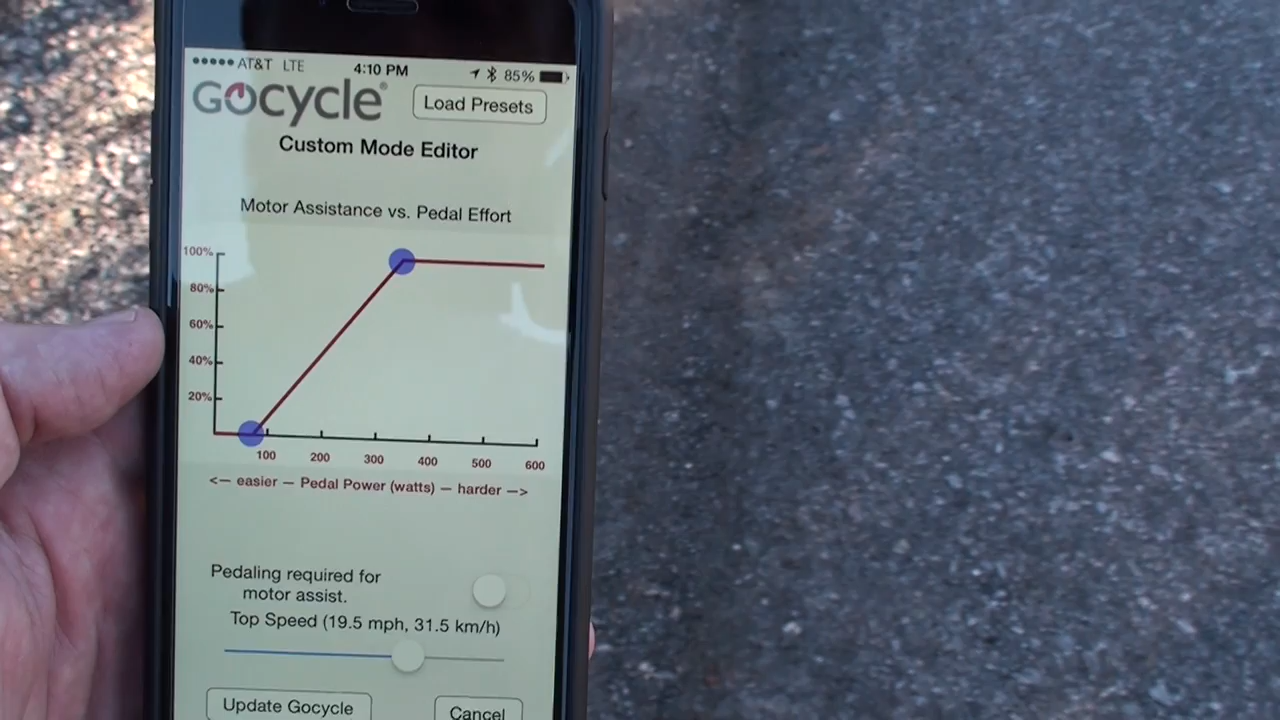 AT&T LTE 4:10 PM 85%
GOcycle® Load Presets
Custom Mode Editor
Motor Assistance vs. Pedal Effort
100%
80%
60%
40%
20%
100 200 300 400 500 600
<— easier — Pedal Power (watts) — harder —>
Pedaling required for
motor assist.
Top Speed (19.5 mph, 31.5 km/h)
Update Gocycle Cancel